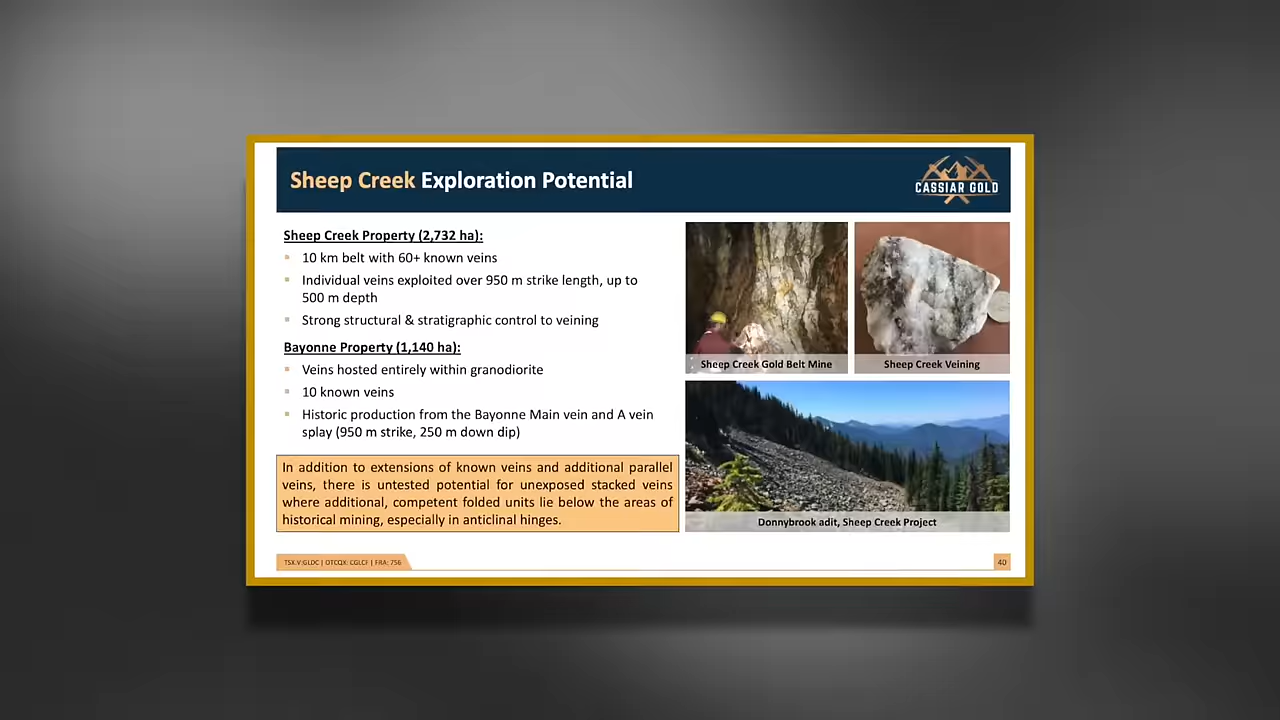 Sheep Creek Exploration Potential
CASSIAR GOLD
Sheep Creek Property (2,732 ha):
10 km belt with 60+ known veins
Individual veins exploited over 950 m strike length, up to
500 m depth
Strong structural & stratigraphic control to veining
Bayonne Property (1,140 ha):
Veins hosted entirely within granodiorite
10 known veins
Historic production from the Bayonne Main vein and A vein
splay (950 m strike, 250 m down dip)
In addition to extensions of known veins and additional parallel
veins, there is untested potential for unexposed stacked veins
where additional, competent folded units lie below the areas of
historical mining, especially in anticlinal hinges.
Sheep Creek Gold Belt Mine
Sheep Creek Veining
Donnybrook adit, Sheep Creek Project
TSX.V:GLDC | OTCQX: CGLCF | FRA: 756
40